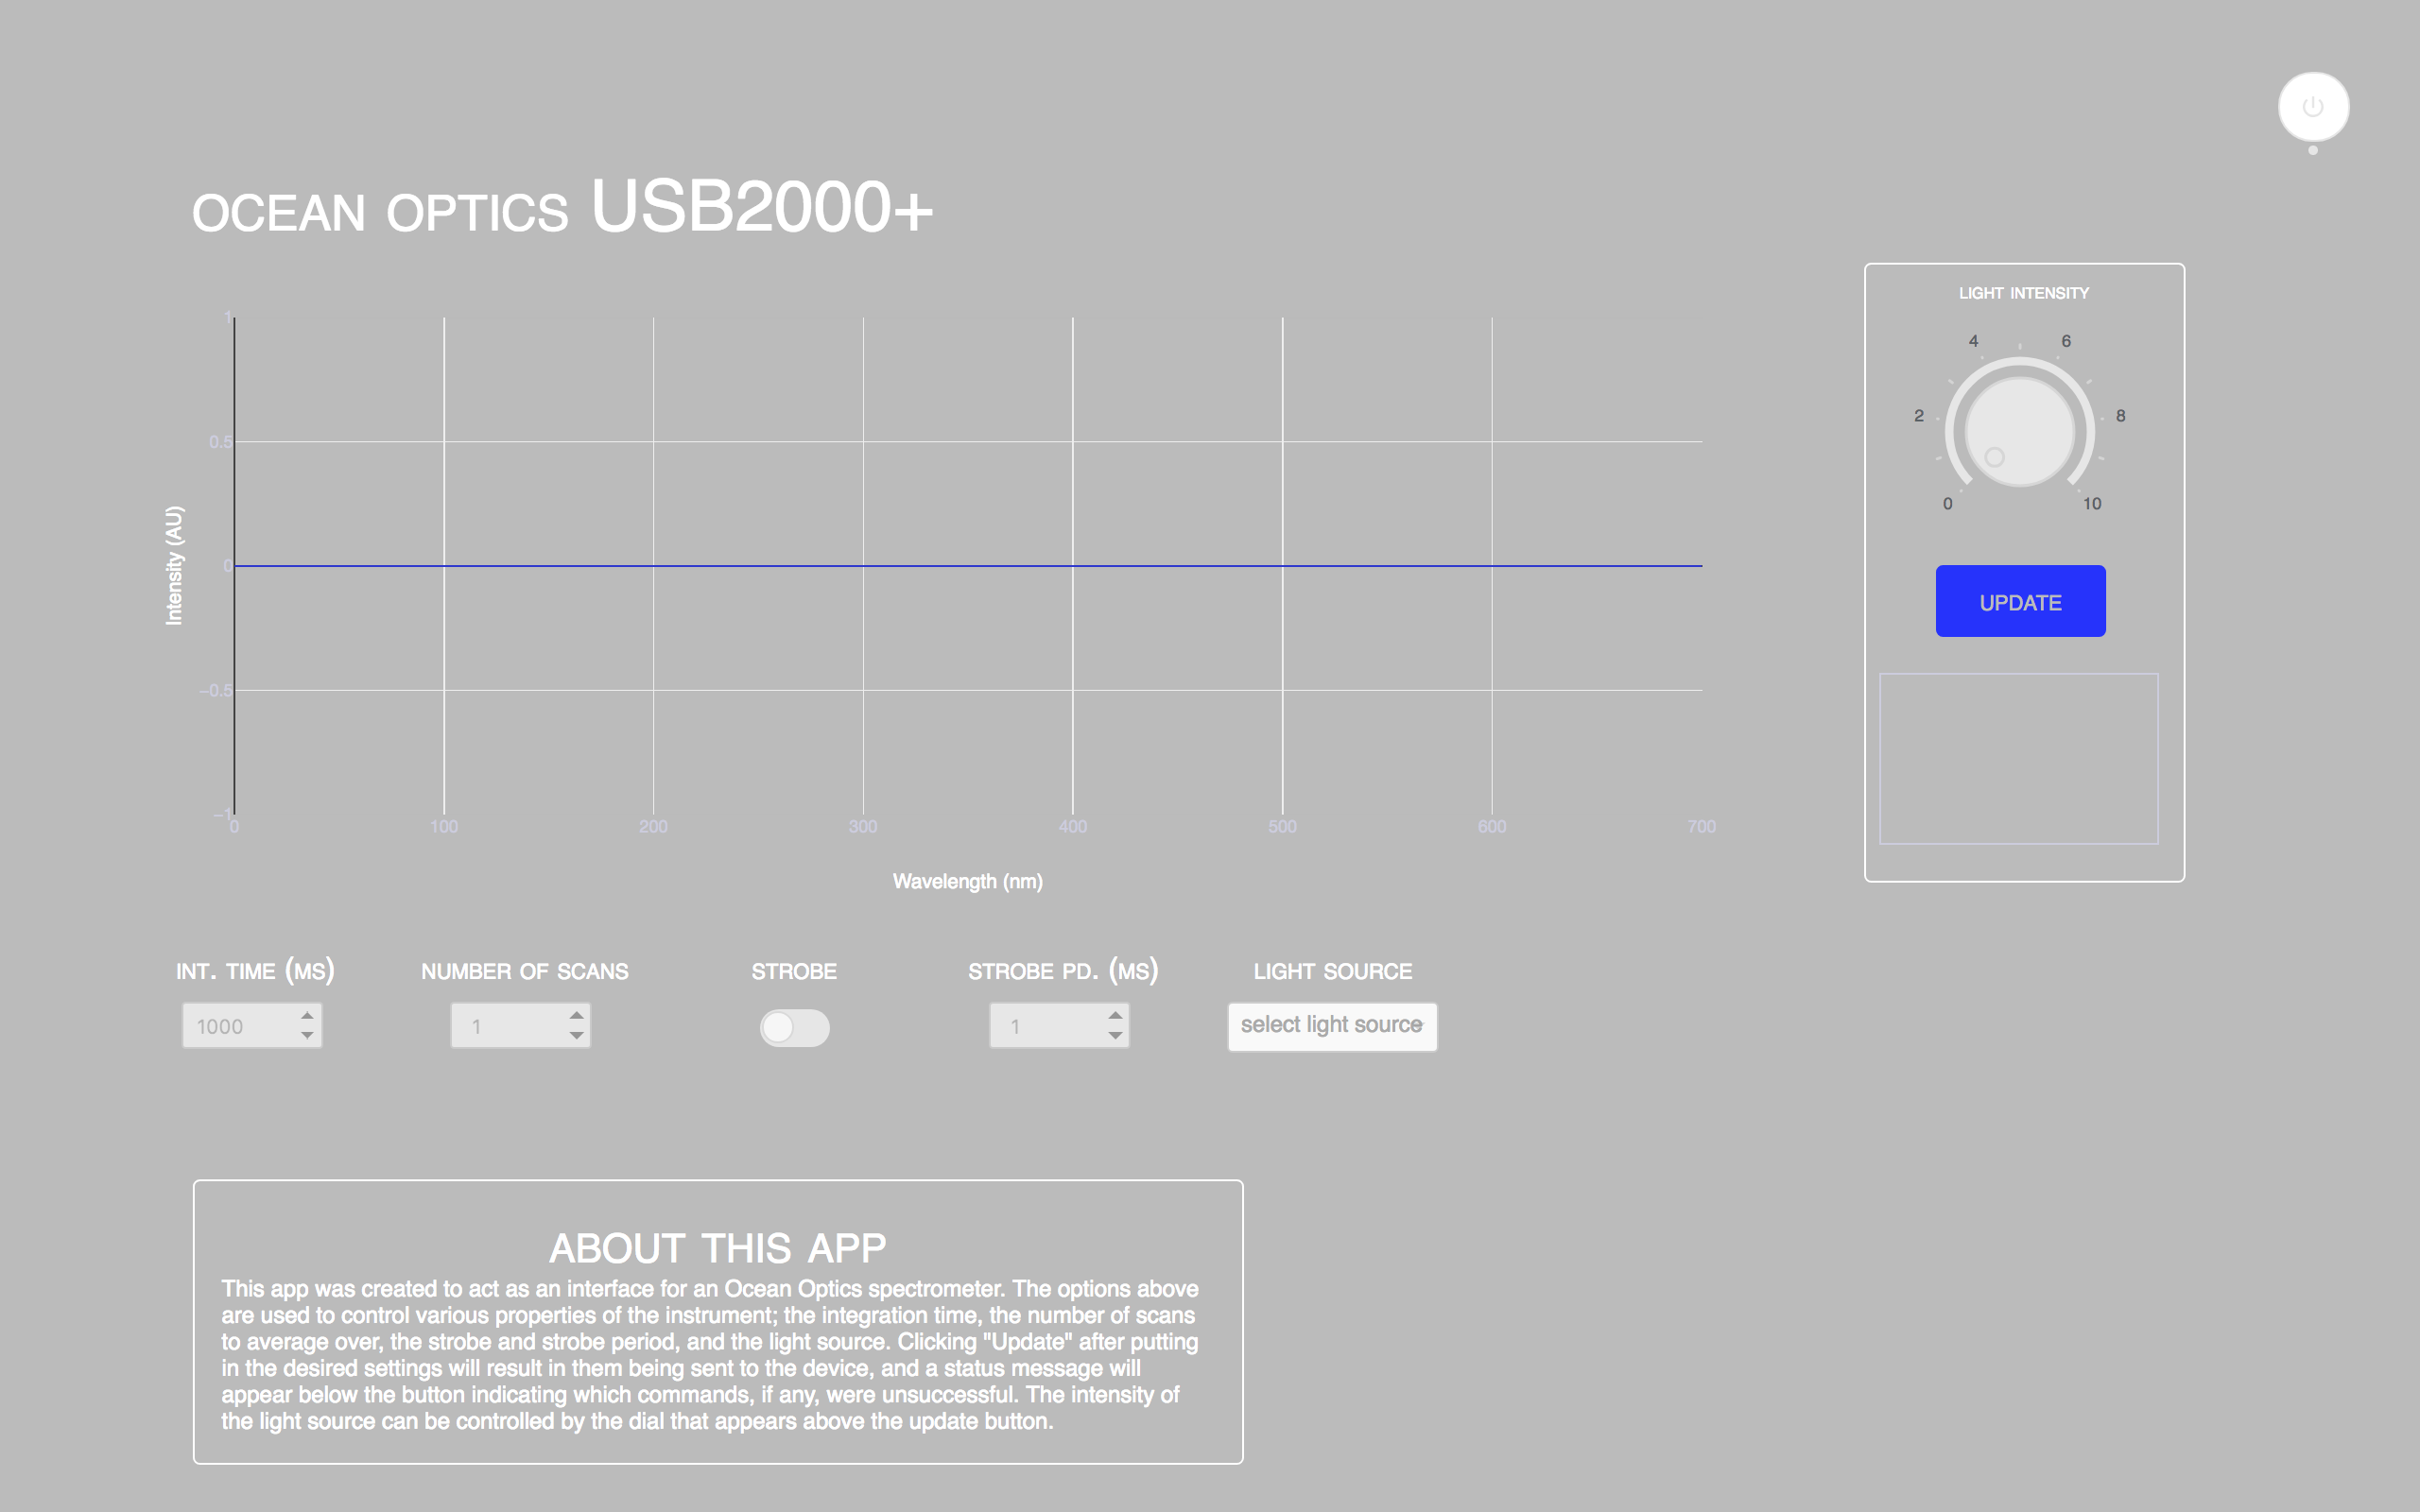 OCEAN OPTICS USB2000+
LIGHT INTENSITY
4 6
2 8
0 10
UPDATE
1
0.5
0
−0.5
−1
Intensity (AU)
0 100 200 300 400 500 600 700
Wavelength (nm)
INT. TIME (MS) NUMBER OF SCANS STROBE STROBE PD. (MS) LIGHT SOURCE
1000 1 1 select light source
ABOUT THIS APP
This app was created to act as an interface for an Ocean Optics spectrometer. The options above
are used to control various properties of the instrument; the integration time, the number of scans
to average over, the strobe and strobe period, and the light source. Clicking "Update" after putting
in the desired settings will result in them being sent to the device, and a status message will
appear below the button indicating which commands, if any, were unsuccessful. The intensity of
the light source can be controlled by the dial that appears above the update button.